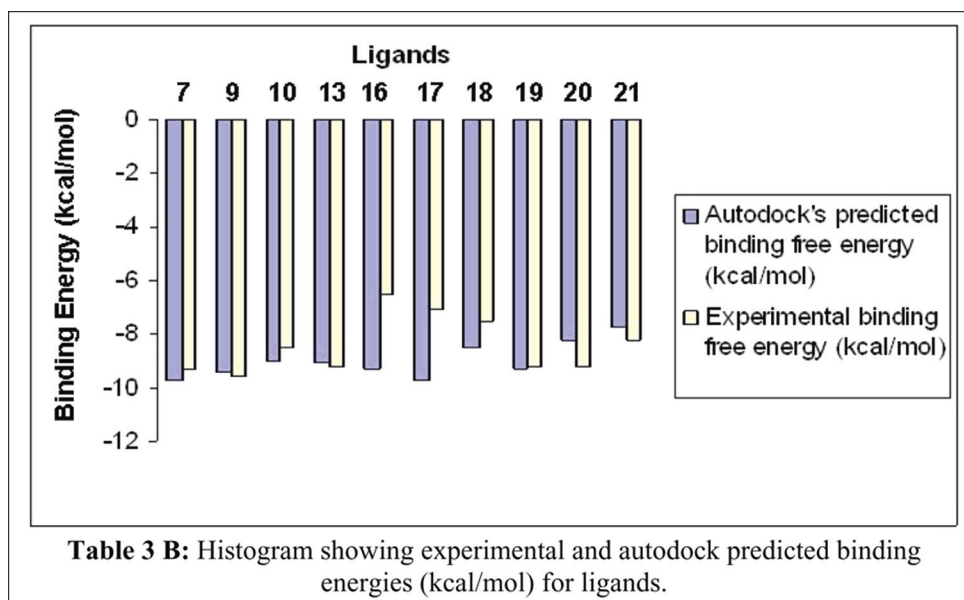 Ligands
7 9 10 13 16 17 18 19 20 21
0
-2
-4
-6
-8
-10
-12
Binding Energy (kcal/mol)
Autodock's predicted
binding free energy
(kcal/mol)
Experimental binding
free energy (kcal/mol)
Table 3 B: Histogram showing experimental and autodock predicted binding
energies (kcal/mol) for ligands.